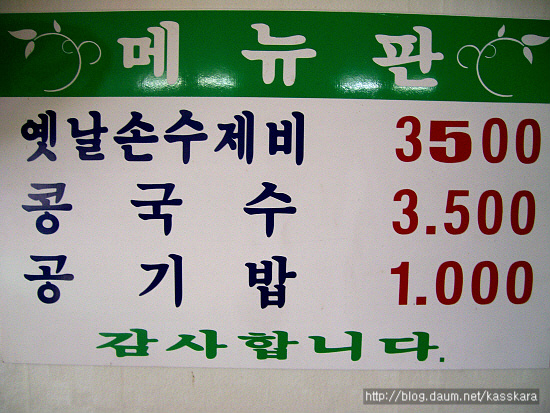 메뉴판
옛날손수제비 3500
콩국수 3.500
공기밥 1.000
감사합니다.
http://blog.daum.net/kasskara